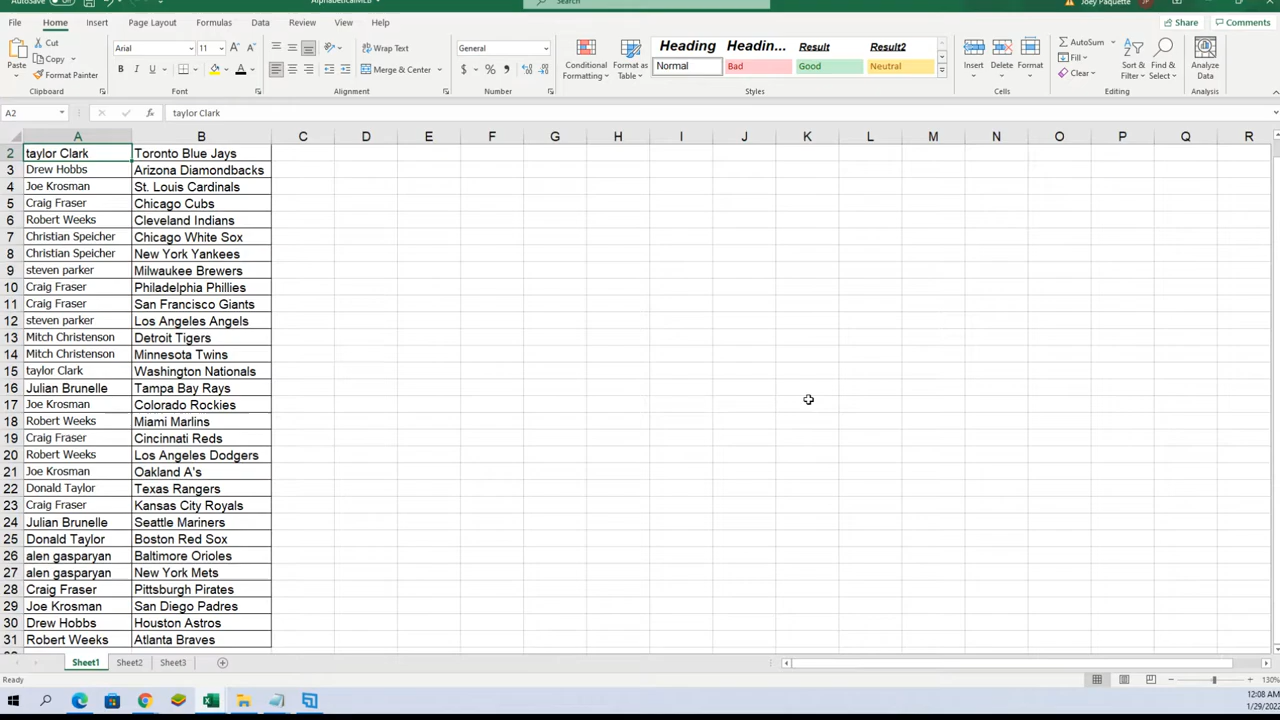 AutoSave Off AlphabeticalMLB Search Joey Paquette JP
File Home Insert Page Layout Formulas Data Review View Help Share Comments
Cut Arial 11 Wrap Text General Heading Headin... Result Result2 AutoSum
Copy Fill
Paste Format Painter Merge & Center Conditional Formatting Format as Table Normal Bad Good Neutral Insert Delete Format Clear Sort & Filter Find & Select Analyze Data
Clipboard Font Alignment Number Styles Cells Editing Analysis
A2 taylor Clark
A B C D E F G H I J K L M N O P Q R
2 taylor Clark Toronto Blue Jays
3 Drew Hobbs Arizona Diamondbacks
4 Joe Krosman St. Louis Cardinals
5 Craig Fraser Chicago Cubs
6 Robert Weeks Cleveland Indians
7 Christian Speicher Chicago White Sox
8 Christian Speicher New York Yankees
9 steven parker Milwaukee Brewers
10 Craig Fraser Philadelphia Phillies
11 Craig Fraser San Francisco Giants
12 steven parker Los Angeles Angels
13 Mitch Christenson Detroit Tigers
14 Mitch Christenson Minnesota Twins
15 taylor Clark Washington Nationals
16 Julian Brunelle Tampa Bay Rays
17 Joe Krosman Colorado Rockies
18 Robert Weeks Miami Marlins
19 Craig Fraser Cincinnati Reds
20 Robert Weeks Los Angeles Dodgers
21 Joe Krosman Oakland A's
22 Donald Taylor Texas Rangers
23 Craig Fraser Kansas City Royals
24 Julian Brunelle Seattle Mariners
25 Donald Taylor Boston Red Sox
26 alen gasparyan Baltimore Orioles
27 alen gasparyan New York Mets
28 Craig Fraser Pittsburgh Pirates
29 Joe Krosman San Diego Padres
30 Drew Hobbs Houston Astros
31 Robert Weeks Atlanta Braves
Sheet1 Sheet2 Sheet3
Ready 130%
12:08 AM